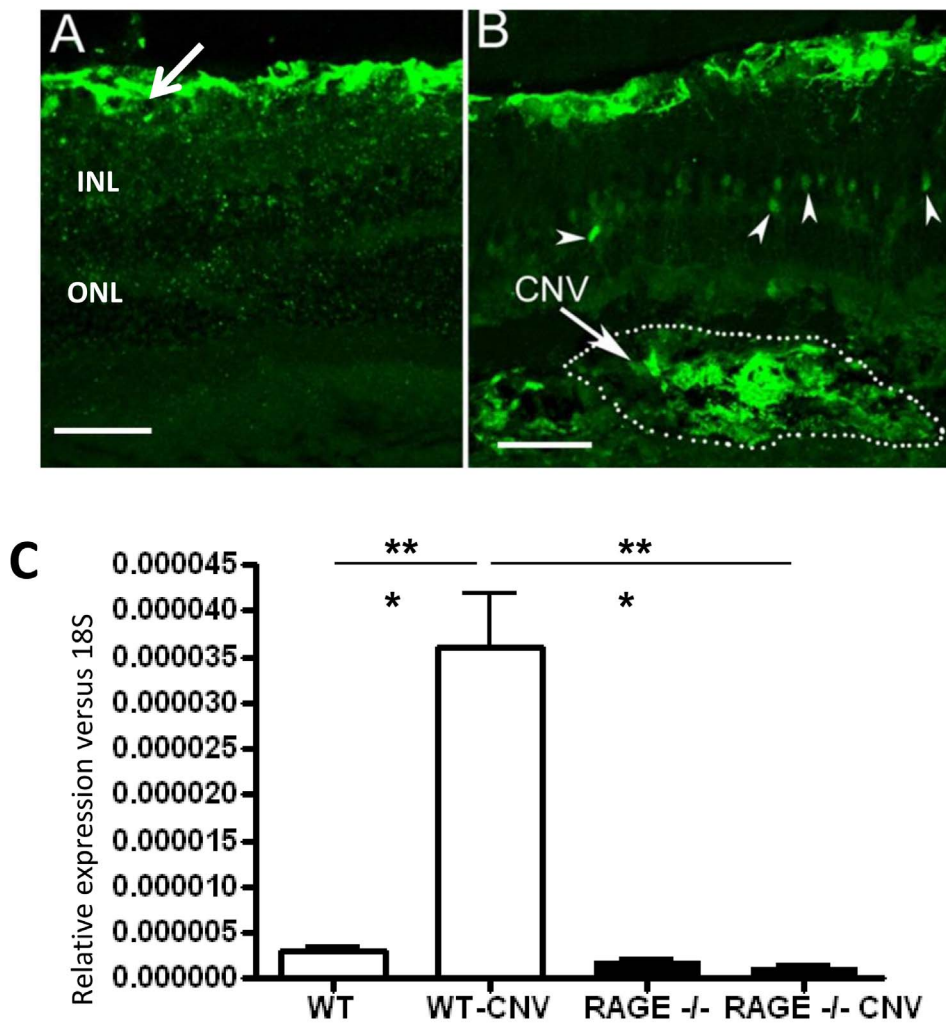 A
B
INL
ONL
CNV
C
** **
* *
Relative expression versus 18S
0.000045
0.000040
0.000035
0.000030
0.000025
0.000020
0.000015
0.000010
0.000005
0.000000
WT WT-CNV RAGE -/- RAGE -/- CNV